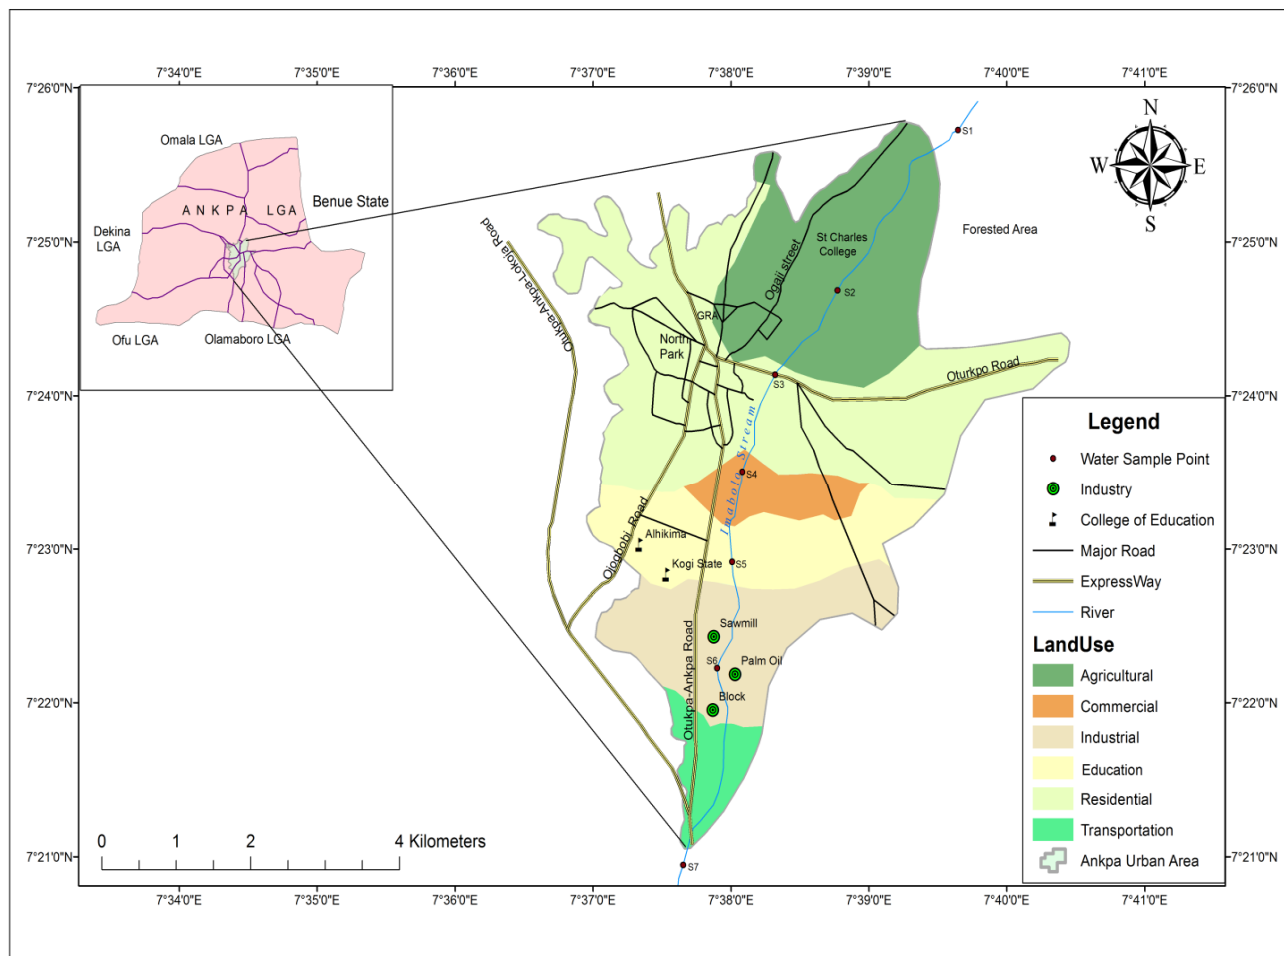 7°34'0"E
7°35'0"E
7°36'0"E
7°37'0"E
7°38'0"E
7°39'0"E
7°40'0"E
7°41'0"E
7°26'0"N
7°25'0"N
7°24'0"N
7°23'0"N
7°22'0"N
7°21'0"N
7°26'0"N
7°25'0"N
7°24'0"N
7°23'0"N
7°22'0"N
7°21'0"N
Omala LGA
Benue State
ANKPA LGA
Dekina
LGA
Ofu LGA
Olamaboro LGA
N
W
E
S
S1
Forested Area
St Charles
College
S2
Ogaji street
Otukpa-Ankpa-Lokoja Road
GRA
North
Park
S3
Oturkpo Road
Imabolo Stream
S4
Ojogbobi Road
Alhikima
Kogi State
S5
Sawmill
S6
Palm Oil
Block
Otukpa-Ankpa Road
S7
Legend
Water Sample Point
Industry
College of Education
Major Road
ExpressWay
River
LandUse
Agricultural
Commercial
Industrial
Education
Residential
Transportation
Ankpa Urban Area
0 1 2 4 Kilometers
7°34'0"E
7°35'0"E
7°36'0"E
7°37'0"E
7°38'0"E
7°39'0"E
7°40'0"E
7°41'0"E